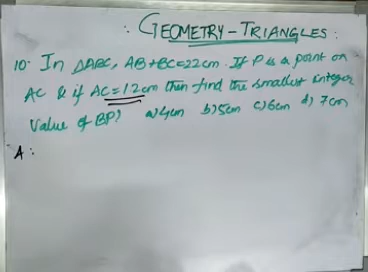 . GEOMETRY - TRIANGLES .
10. In ΔABC, AB+BC=22cm. If P is a point on
AC & if AC=12cm then find the smallest integer
Value of BP? a) 4cm b) 5cm c) 6cm d) 7cm
A: